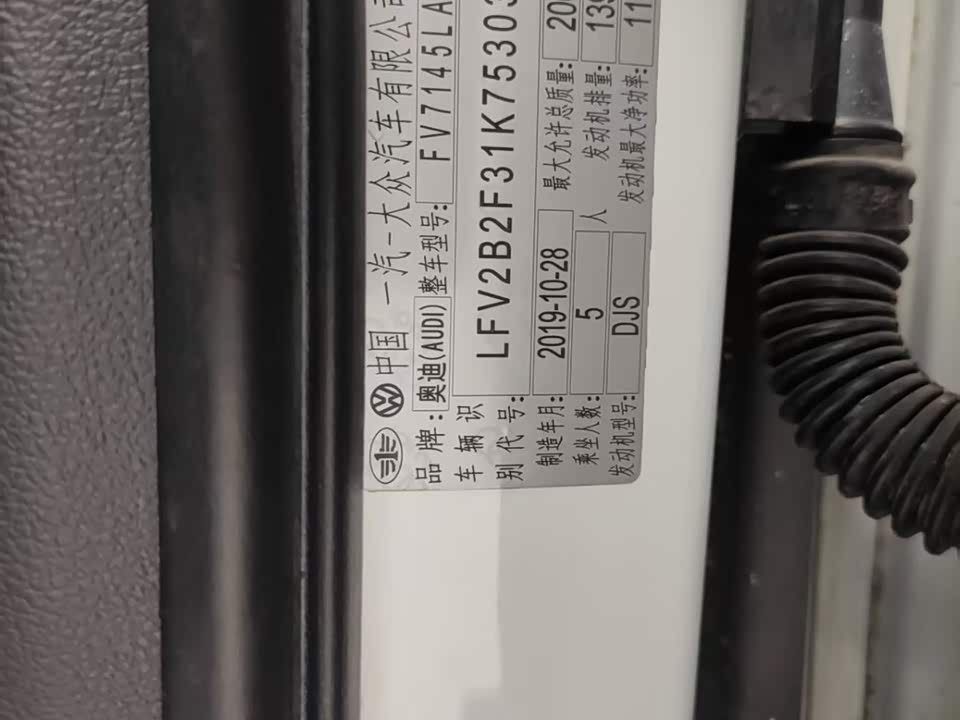 中国 一汽-大众汽车有限公司
品牌: 奥迪(AUDI) 整车型号: FV7145LA
车辆识别代号: LFV2B2F31K75303
制造年月: 2019-10-28 最大允许总质量: 20
乘坐人数: 5 人 发动机排量: 139
发动机型号: DJS 发动机最大净功率: 11